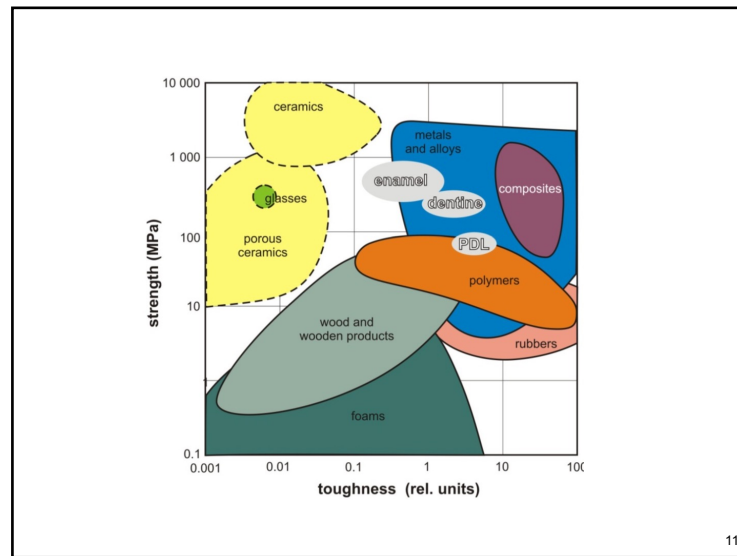 10 000
ceramics
metals
and alloys
1 000
enamel
composites
glasses
dentine
porous
ceramics
100
PDL
polymers
10
wood and
wooden products
rubbers
1
foams
0.1
0.001
0.01
0.1
1
10
100
strength (MPa)
toughness (rel. units)
11